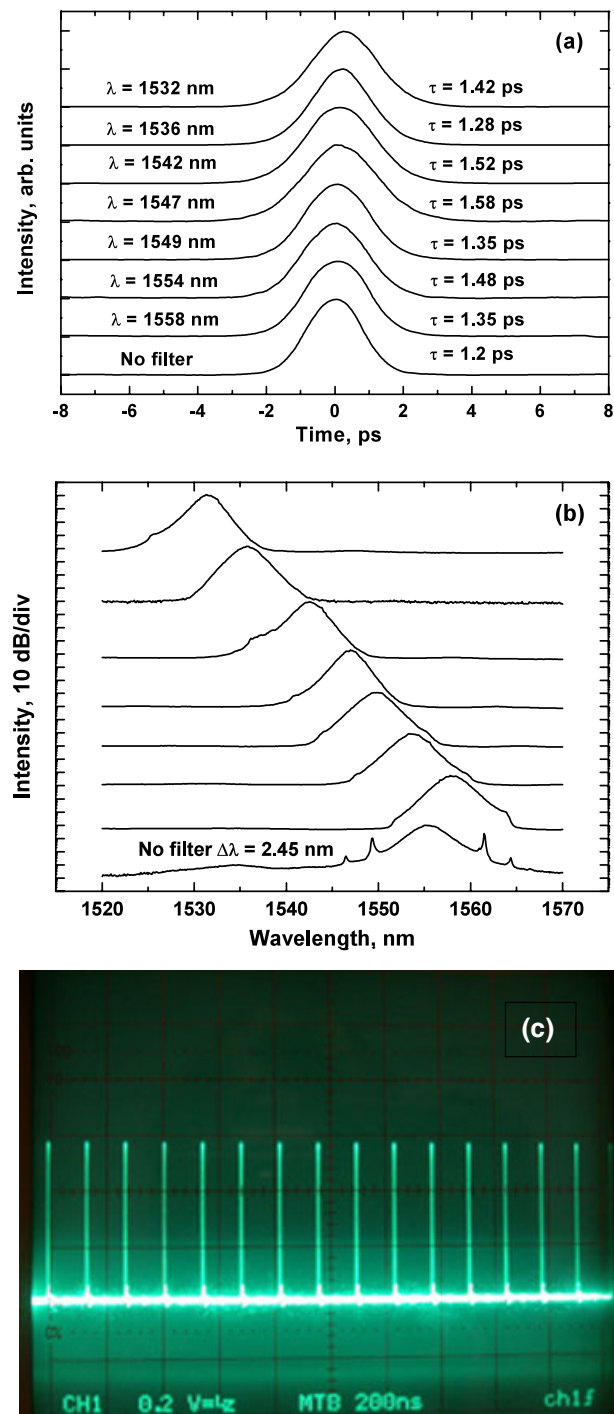 (a)
λ = 1532 nm τ = 1.42 ps
λ = 1536 nm τ = 1.28 ps
λ = 1542 nm τ = 1.52 ps
λ = 1547 nm τ = 1.58 ps
λ = 1549 nm τ = 1.35 ps
λ = 1554 nm τ = 1.48 ps
λ = 1558 nm τ = 1.35 ps
No filter τ = 1.2 ps
Intensity, arb. units
-8 -6 -4 -2 0 2 4 6 8
Time, ps
(b)
Intensity, 10 dB/div
No filter Δλ = 2.45 nm
1520 1530 1540 1550 1560 1570
Wavelength, nm
(c)
CH1 0.2 MTB 200ns